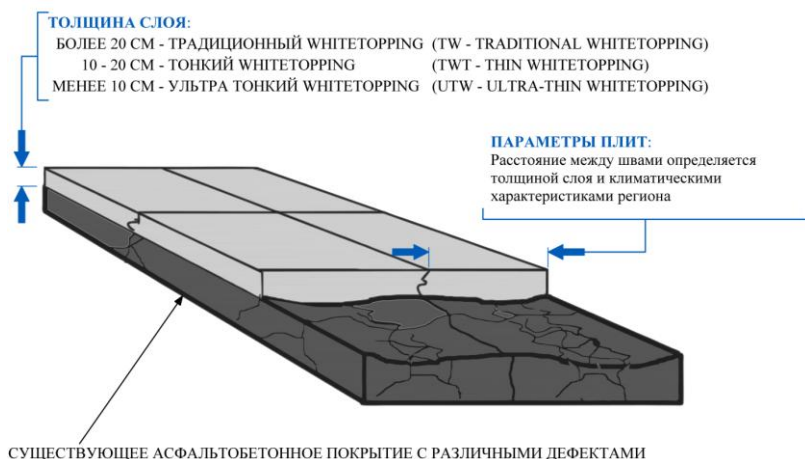 ТОЛЩИНА СЛОЯ:
БОЛЕЕ 20 СМ - ТРАДИЦИОННЫЙ WHITETOPPING (TW - TRADITIONAL WHITETOPPING)
10 - 20 СМ - ТОНКИЙ WHITETOPPING (TWT - THIN WHITETOPPING)
МЕНЕЕ 10 СМ - УЛЬТРА ТОНКИЙ WHITETOPPING (UTW - ULTRA-THIN WHITETOPPING)
ПАРАМЕТРЫ ПЛИТ:
Расстояние между швами определяется
толщиной слоя и климатическими
характеристиками региона
СУЩЕСТВУЮЩЕЕ АСФАЛЬТОБЕТОННОЕ ПОКРЫТИЕ С РАЗЛИЧНЫМИ ДЕФЕКТАМИ